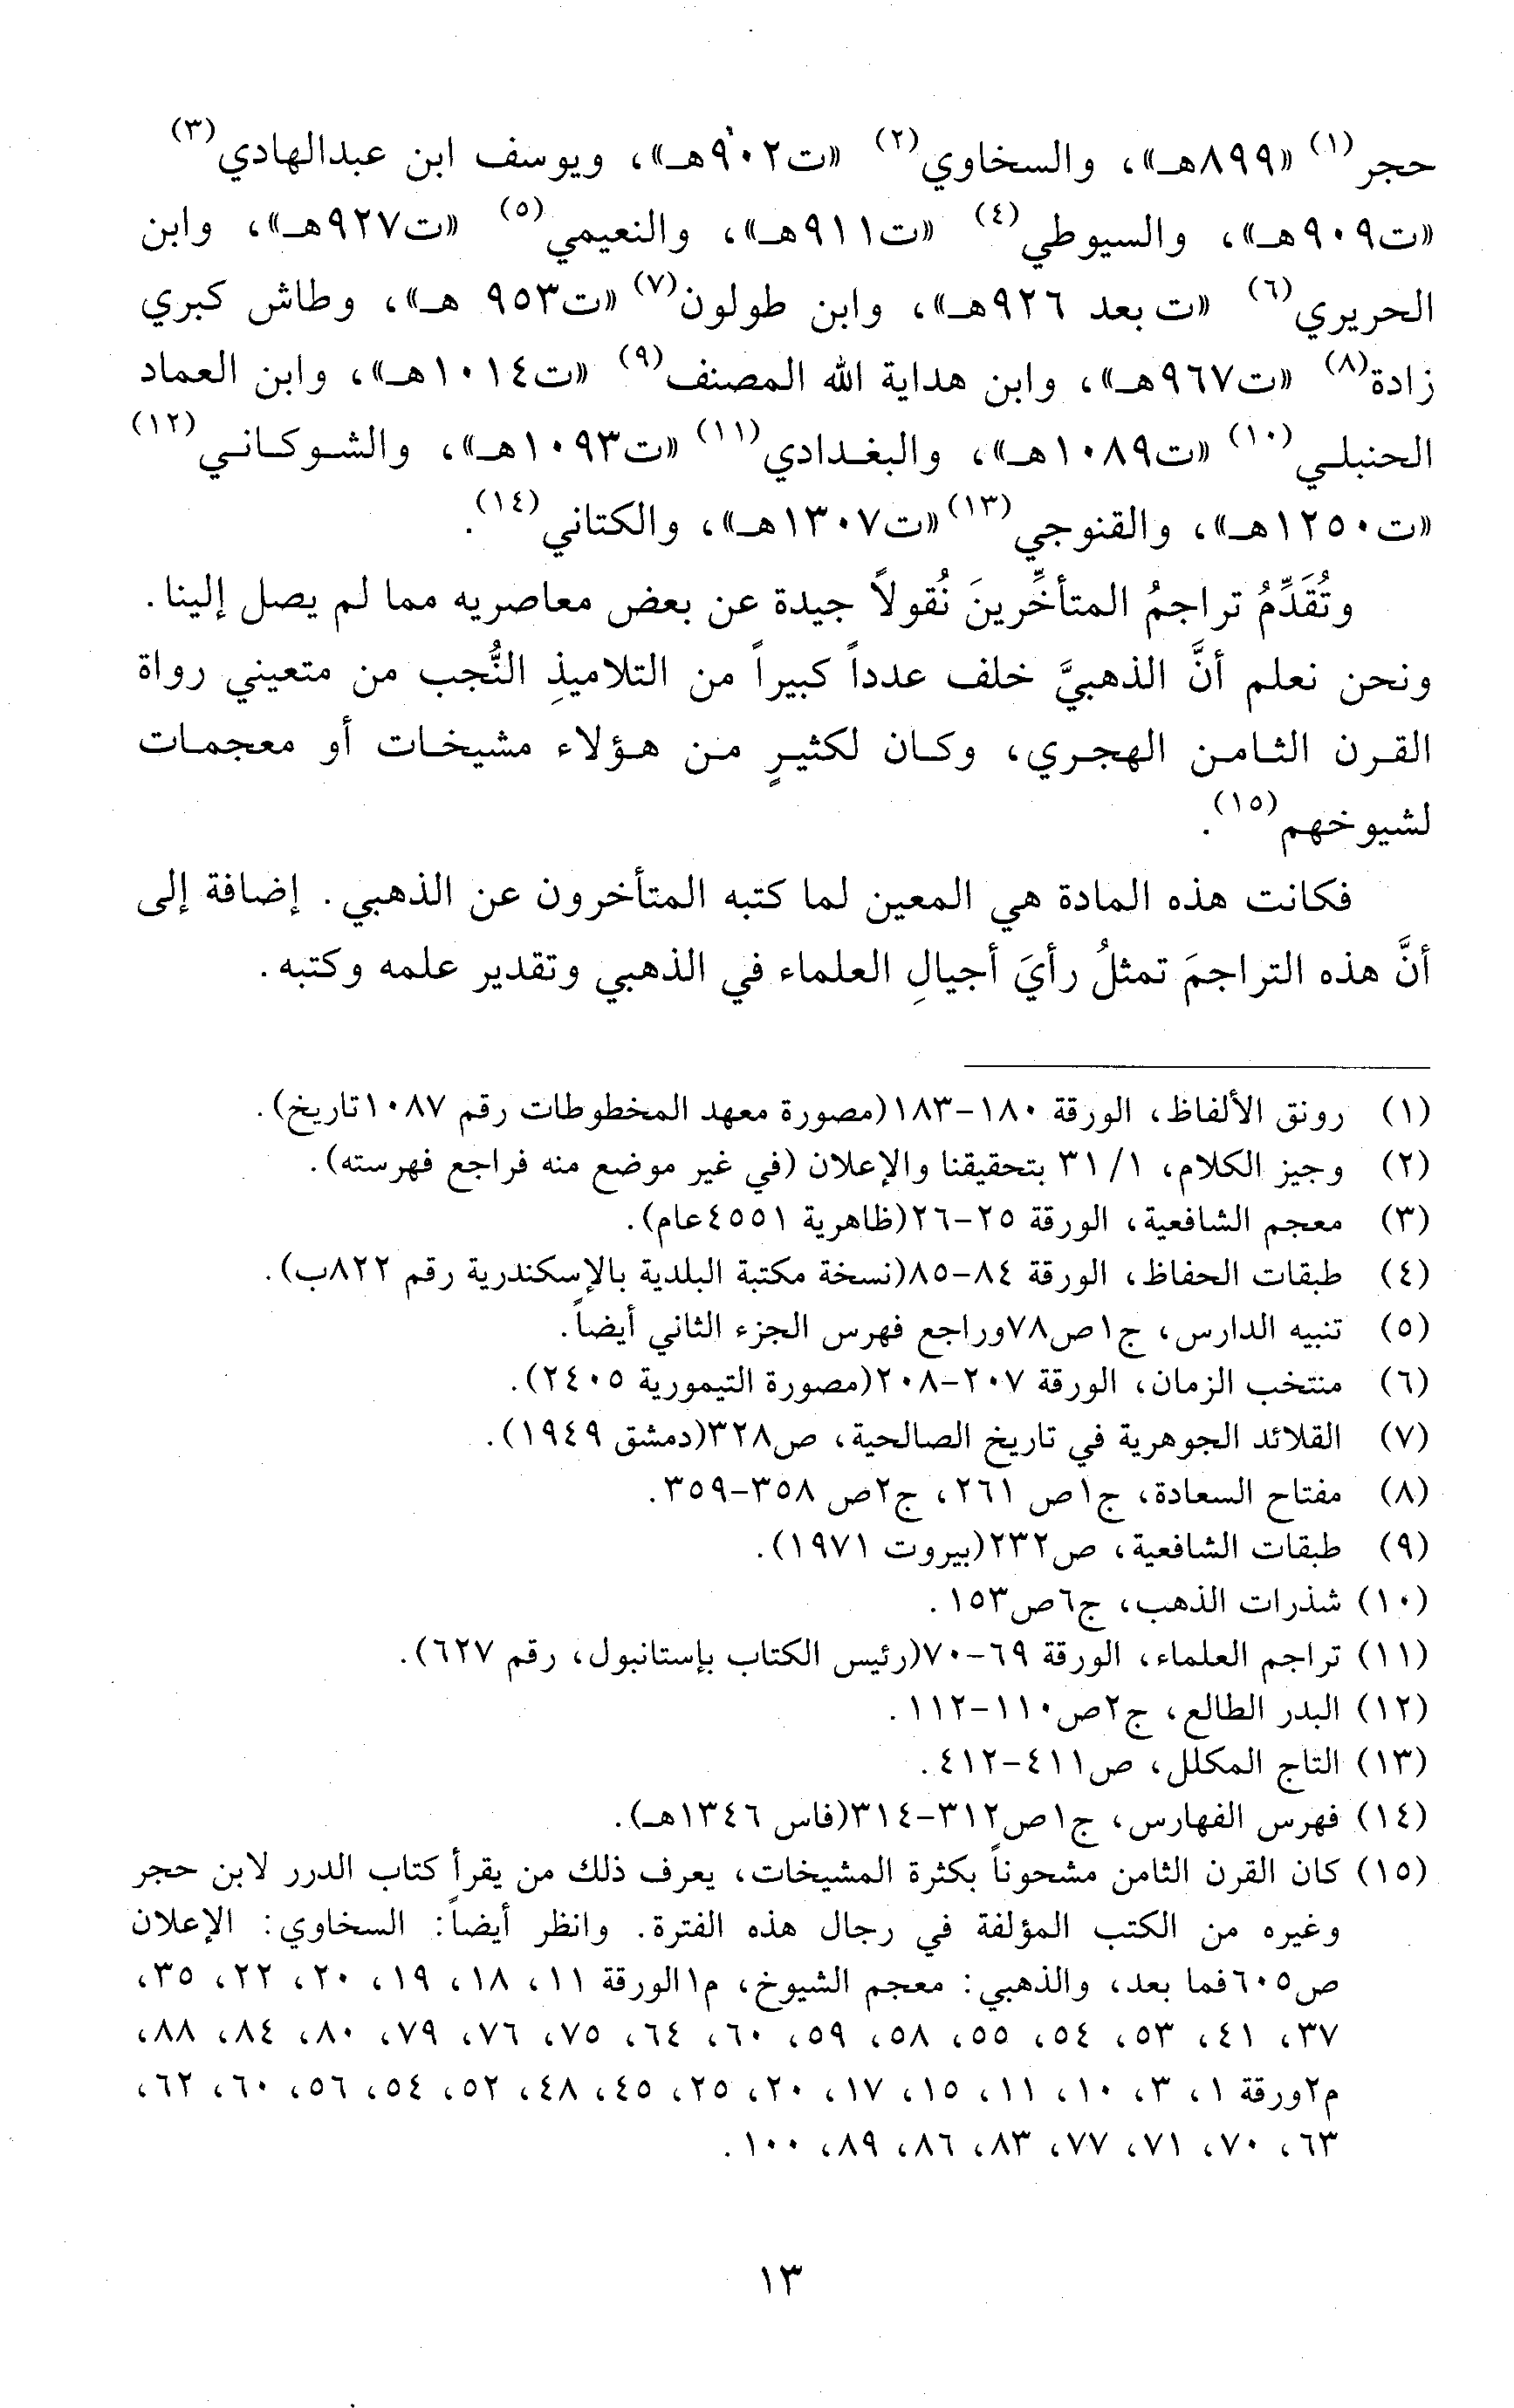 حجر(١) «٨٩٩هـ»، والسخاوي(٢) «ت٩٠٢هـ»، ويوسف ابن عبدالهادي(٣)
«ت٩٠٩هـ»، والسيوطي(٤) «ت٩١١هـ»، والنعيمي(٥) «ت٩٢٧هـ»، وابن
الحريري(٦) «ت بعد ٩٢٦هـ»، وابن طولون(٧) «ت٩٥٣ هـ»، وطاش كبري
زادة(٨) «ت٩٦٧هـ»، وابن هداية الله المصنف(٩) «ت١٠١٤هـ»، وابن العماد
الحنبلي(١٠) «ت١٠٨٩هـ»، والبغدادي(١١) «ت١٠٩٣هـ»، والشوكاني(١٢)
«ت١٢٥٠هـ»، والقنوجي(١٣) «ت١٣٠٧هـ»، والكتاني(١٤).
وتُقَدِّمُ تراجمُ المتأخِّرينَ نُقولاً جيدة عن بعض معاصريه مما لم يصل إلينا.
ونحن نعلم أنَّ الذهبيَّ خلف عدداً كبيراً من التلاميذِ النُّجب من متعيني رواة
القرن الثامن الهجري، وكان لكثيرٍ من هؤلاء مشيخات أو معجمات
لشيوخهم(١٥).
فكانت هذه المادة هي المعين لما كتبه المتأخرون عن الذهبي. إضافة إلى
أنَّ هذه التراجمَ تمثلُ رأيَ أجيالِ العلماء في الذهبي وتقدير علمه وكتبه.
(١) رونق الألفاظ، الورقة ١٨٠-١٨٣(مصورة معهد المخطوطات رقم ١٠٨٧تاريخ).
(٢) وجيز الكلام، ٣١/١ بتحقيقنا والإعلان (في غير موضع منه فراجع فهرسته).
(٣) معجم الشافعية، الورقة ٢٥-٢٦(ظاهرية ٤٥٥١عام).
(٤) طبقات الحفاظ، الورقة ٨٤-٨٥(نسخة مكتبة البلدية بالإسكندرية رقم ٨٢٢ب).
(٥) تنبيه الدارس، ج١ص٧٨وراجع فهرس الجزء الثاني أيضاً.
(٦) منتخب الزمان، الورقة ٢٠٧-٢٠٨(مصورة التيمورية ٢٤٠٥).
(٧) القلائد الجوهرية في تاريخ الصالحية، ص٣٢٨(دمشق ١٩٤٩).
(٨) مفتاح السعادة، ج١ص ٢٦١، ج٢ص ٣٥٨-٣٥٩.
(٩) طبقات الشافعية، ص٢٣٢(بيروت ١٩٧١).
(١٠) شذرات الذهب، ج٦ص١٥٣.
(١١) تراجم العلماء، الورقة ٦٩-٧٠(رئيس الكتاب بإستانبول، رقم ٦٢٧).
(١٢) البدر الطالع، ج٢ص١١٠-١١٢.
(١٣) التاج المكلل، ص٤١١-٤١٢.
(١٤) فهرس الفهارس، ج١ص٣١٢-٣١٤(فاس ١٣٤٦هـ).
(١٥) كان القرن الثامن مشحوناً بكثرة المشيخات، يعرف ذلك من يقرأ كتاب الدرر لابن حجر
وغيره من الكتب المؤلفة في رجال هذه الفترة. وانظر أيضاً: السخاوي: الإعلان
ص٦٠٥فما بعد، والذهبي: معجم الشيوخ، م١الورقة ١١، ١٨، ١٩، ٢٠، ٢٢، ٣٥،
٣٧، ٤١، ٥٣، ٥٤، ٥٥، ٥٨، ٥٩، ٦٠، ٦٤، ٧٥، ٧٦، ٧٩، ٨٠، ٨٤، ٨٨،
م٢ورقة ١، ٣، ١٠، ١١، ١٥، ١٧، ٢٠، ٢٥، ٤٥، ٤٨، ٥٢، ٥٤، ٥٦، ٦٠، ٦٢،
٦٣، ٧٠، ٧١، ٧٧، ٨٣، ٨٦، ٨٩، ١٠٠.
١٣